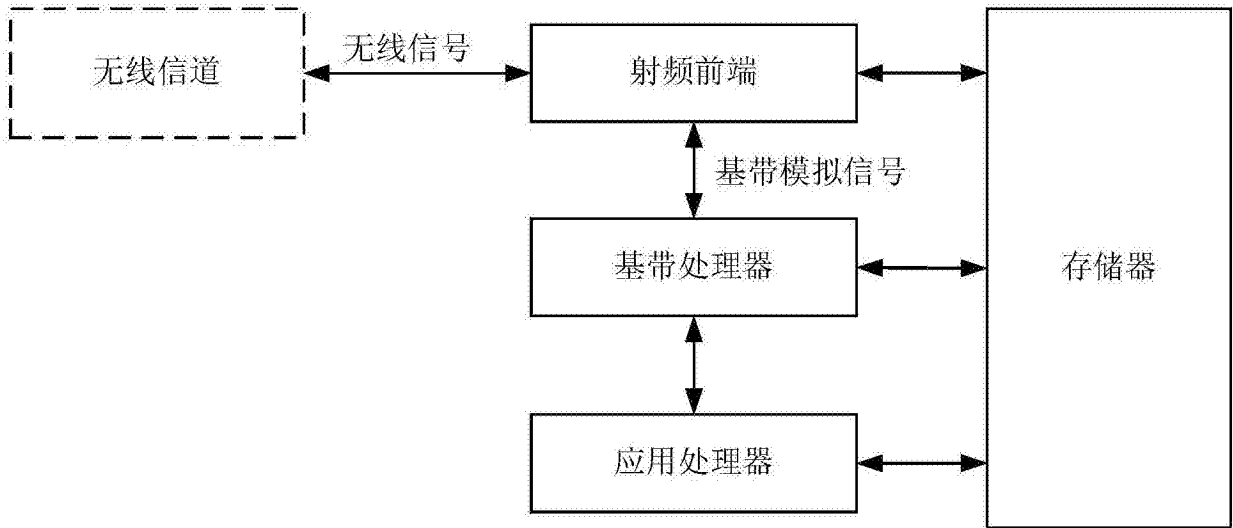 无线信道
无线信号
射频前端
基带模拟信号
基带处理器
存储器
应用处理器